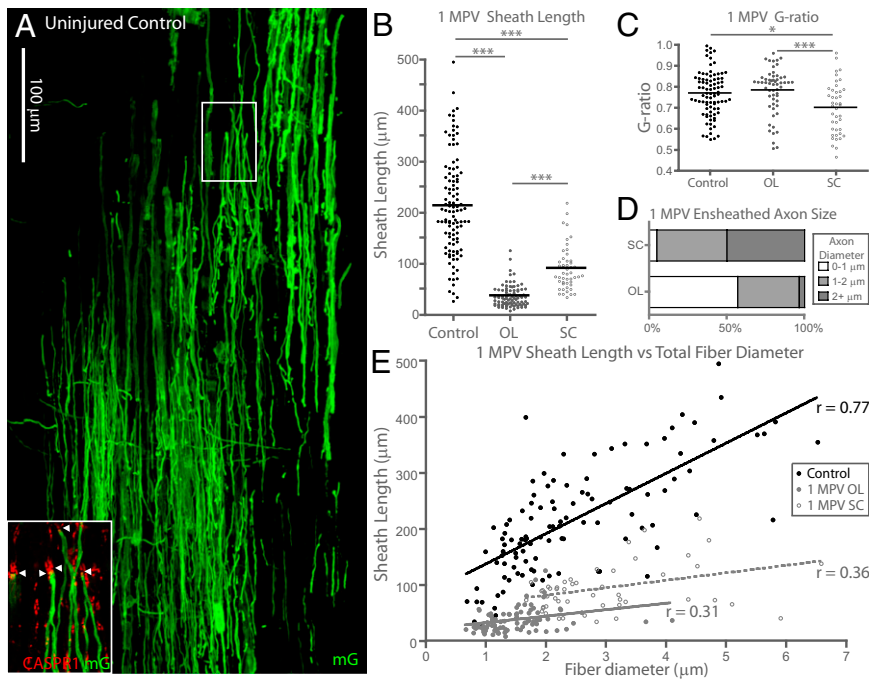 A Uninjured Control
100 μm
CASPR1 mG
mG
B
1 MPV Sheath Length
***
***
***
Sheath Length (μm)
500
400
300
200
100
0
Control OL SC
C
1 MPV G-ratio
*
***
G-ratio
1.0
0.9
0.8
0.7
0.6
0.5
0.4
Control OL SC
D
1 MPV Ensheathed Axon Size
SC
OL
0% 50% 100%
Axon
Diameter
0-1 μm
1-2 μm
2+ μm
E
1 MPV Sheath Length vs Total Fiber Diameter
Sheath Length (μm)
500
400
300
200
100
0
r = 0.77
Control
1 MPV OL
1 MPV SC
r = 0.36
r = 0.31
0 1 2 3 4 5 6 7
Fiber diameter (μm)